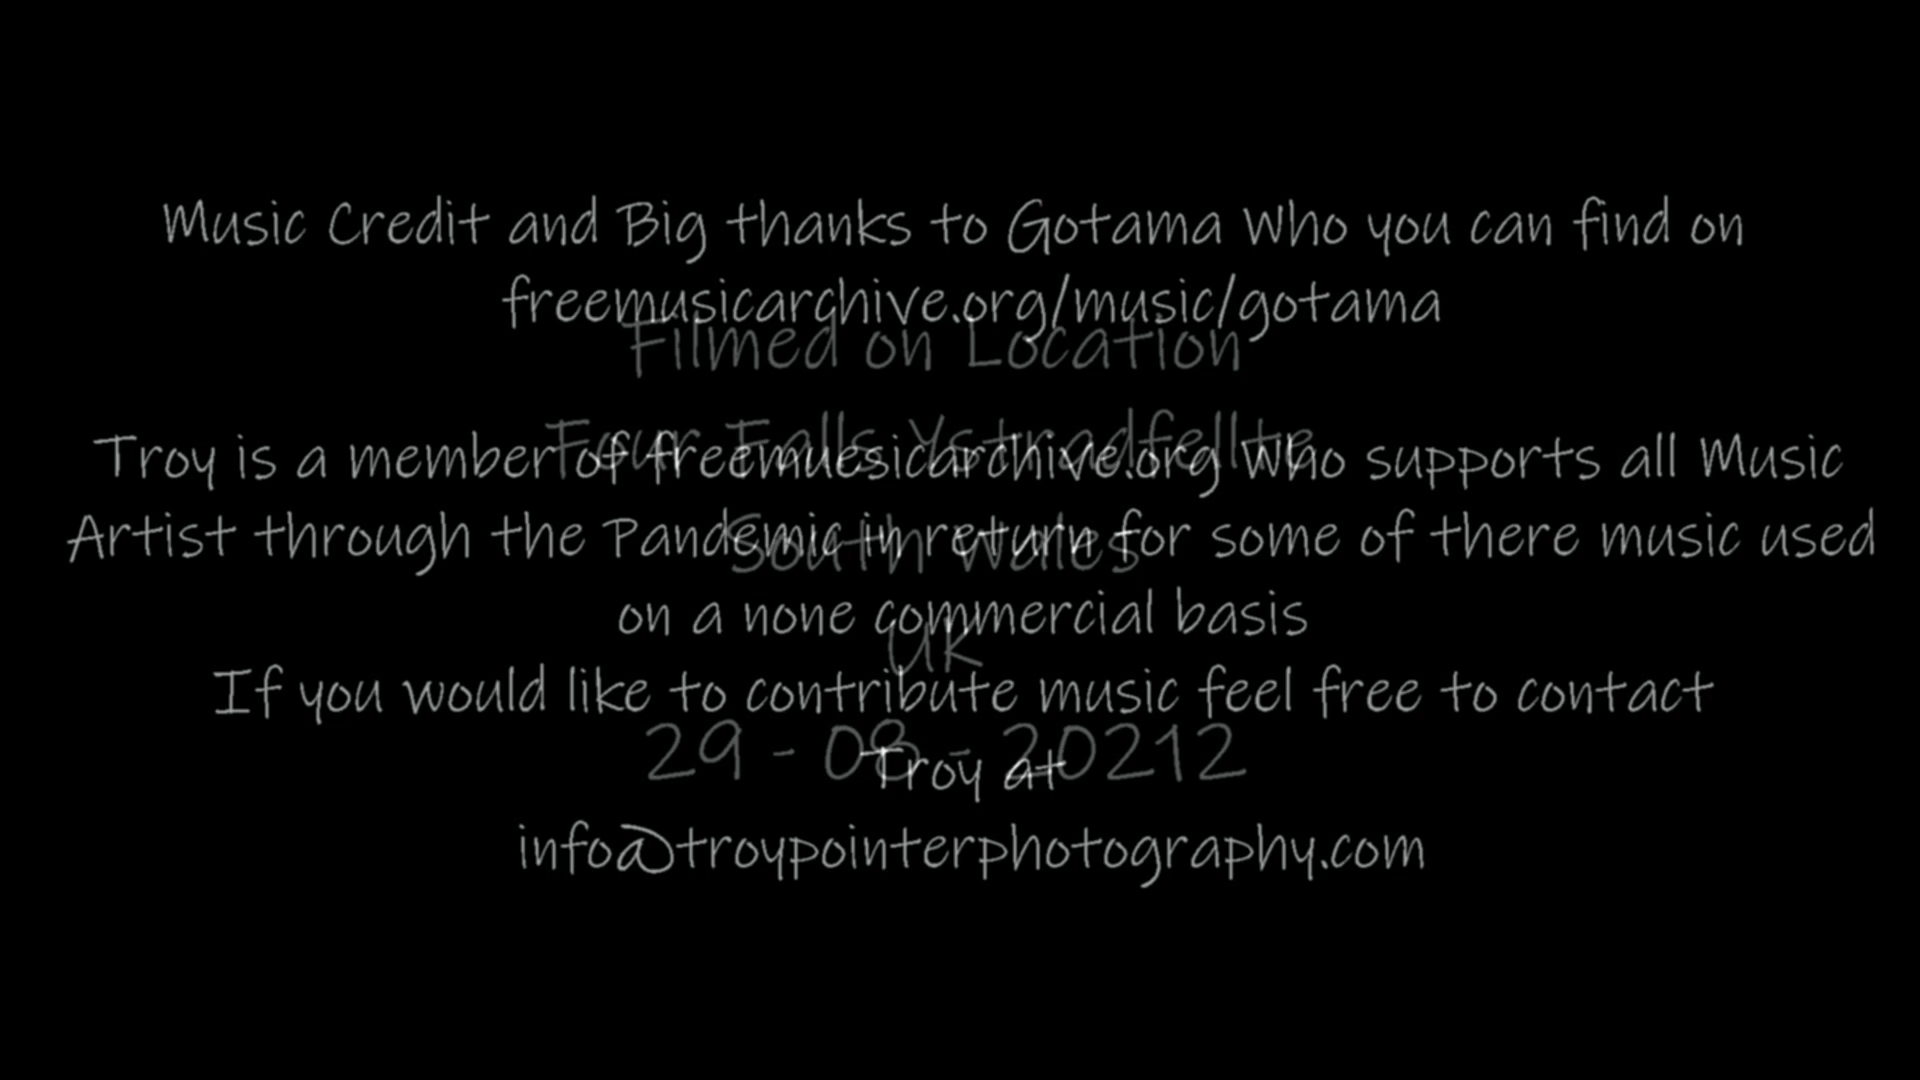 Music Credit and Big thanks to Gotama Who you can find on
freemusicarchive.org/music/gotama
Filmed on Location
Four Falls Ystradfellte
Troy is a member of freemuesicarchive.org Who supports all Music
Artist through the Pandemic in return for some of there music used
South Wales
on a none commercial basis
UK
If you would like to contribute music feel free to contact
29 - 08 - 20212
Troy at
info@troypointerphotography.com